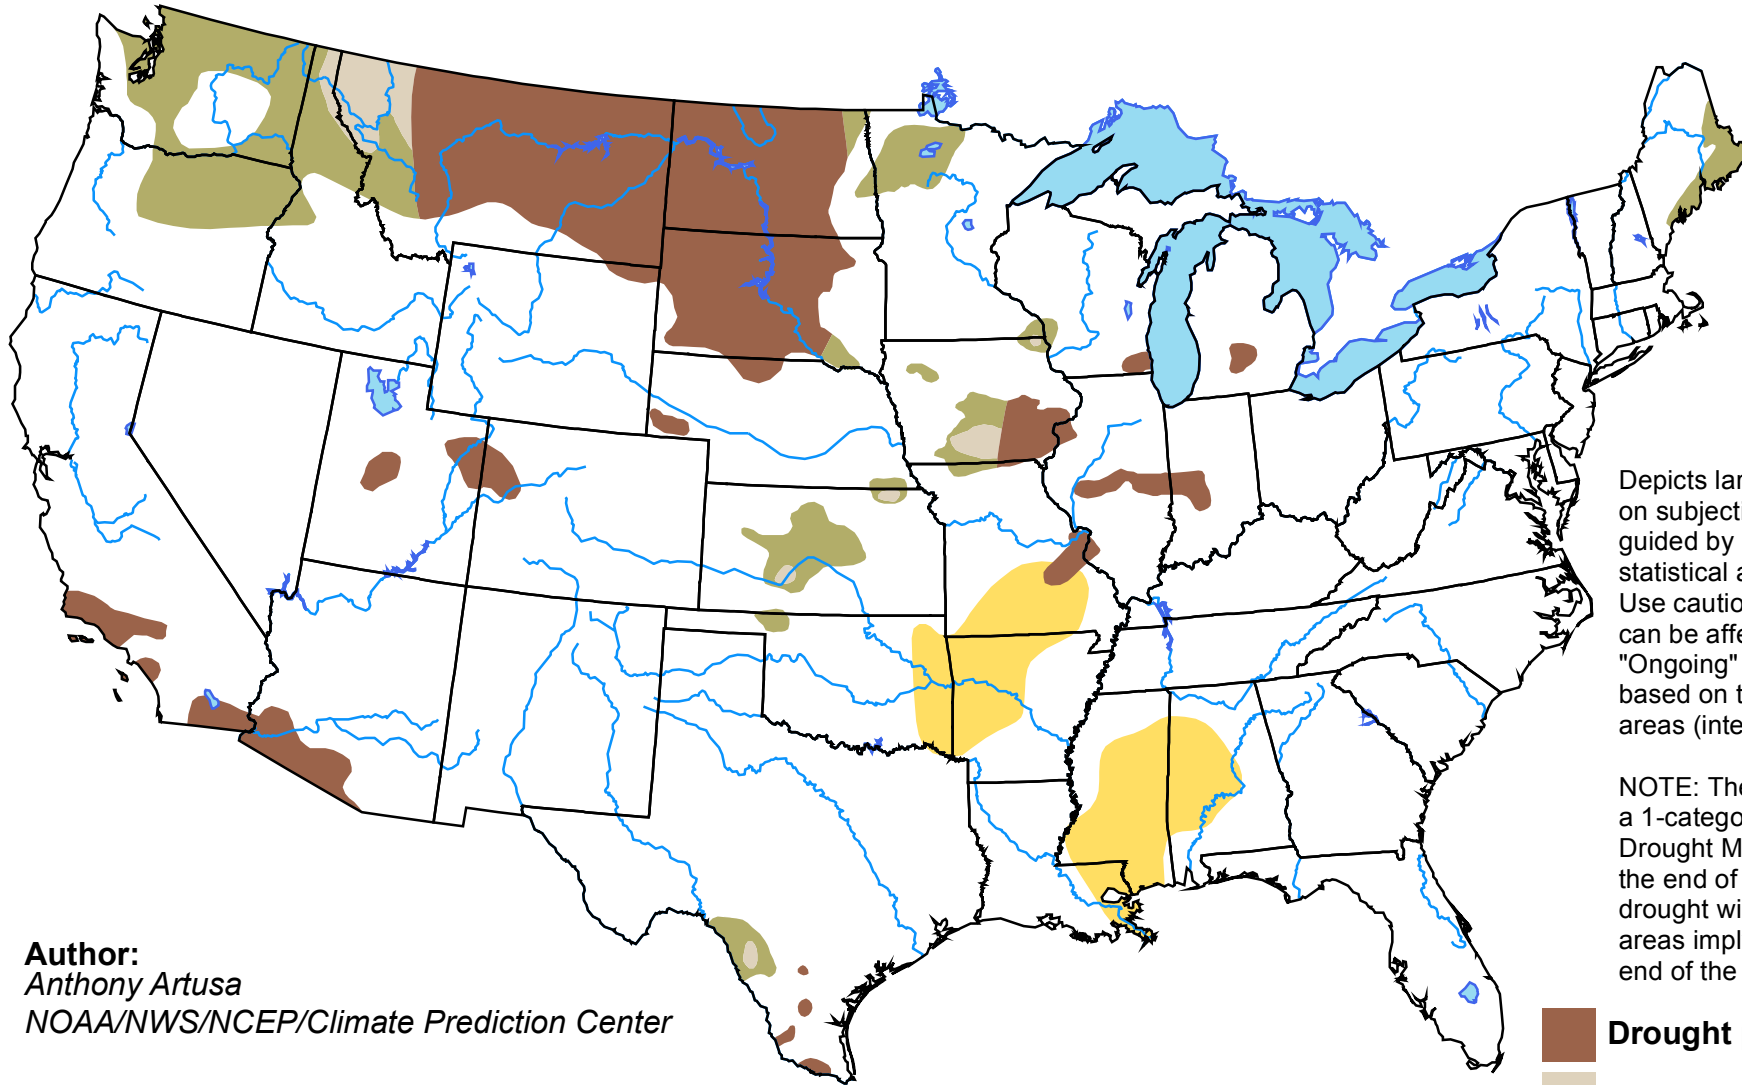 Depicts lar
on subjecti
guided by
statistical a
Use cautio
can be affe
"Ongoing"
based on t
areas (inte
NOTE: The
a 1-catego
Drought M
the end of
drought wi
areas impl
end of the
Author:
Anthony Artusa
NOAA/NWS/NCEP/Climate Prediction Center
Drought